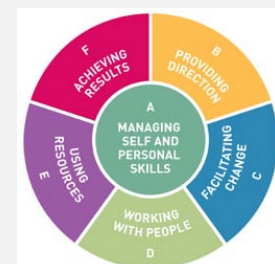 A
MANAGING
SELF AND
PERSONAL
SKILLS
B
PROVIDING
DIRECTION
FACILITATING
CHANGE
C
WORKING
WITH PEOPLE
D
USING
RESOURCES
E
F
ACHIEVING
RESULTS